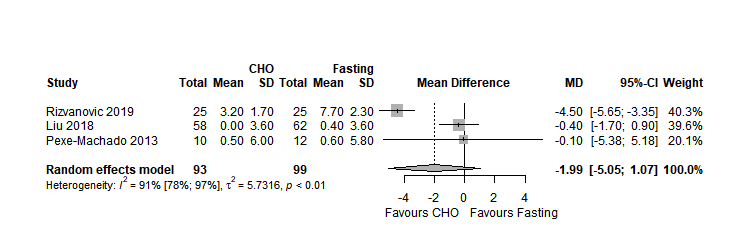 CHO Fasting
Study Total Mean SD Total Mean SD Mean Difference MD 95%-CI Weight
Rizvanovic 2019 25 3.20 1.70 25 7.70 2.30 -4.50 [-5.65; -3.35] 40.3%
Liu 2018 58 0.00 3.60 62 0.40 3.60 -0.40 [-1.70; 0.90] 39.6%
Pexe-Machado 2013 10 0.50 6.00 12 0.60 5.80 -0.10 [-5.38; 5.18] 20.1%
Random effects model 93 99 -1.99 [-5.05; 1.07] 100.0%
Heterogeneity: I² = 91% [78%; 97%], τ² = 5.7316, p < 0.01
-4 -2 0 2 4
Favours CHO Favours Fasting